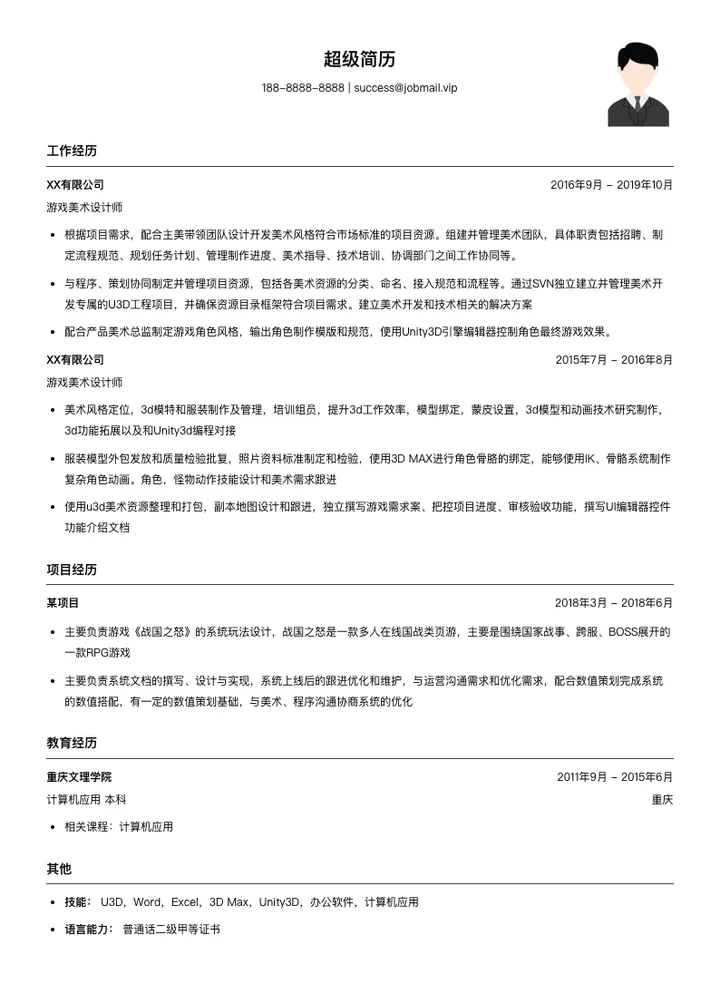 超级简历
188-8888-8888 | success@jobmail.vip
工作经历
XX有限公司 2016年9月 – 2019年10月
游戏美术设计师
• 根据项目需求，配合主美带领团队设计开发美术风格符合市场标准的项目资源。组建并管理美术团队，具体职责包括招聘、制
定流程规范、规划任务计划、管理制作进度、美术指导、技术培训、协调部门之间工作协同等。
• 与程序、策划协同制定并管理项目资源，包括各美术资源的分类、命名、接入规范和流程等。通过SVN独立建立并管理美术开
发专属的U3D工程项目，并确保资源目录框架符合项目需求。建立美术开发和技术相关的解决方案
• 配合产品美术总监制定游戏角色风格，输出角色制作模版和规范，使用Unity3D引擎编辑器控制角色最终游戏效果。
XX有限公司 2015年7月 – 2016年8月
游戏美术设计师
• 美术风格定位，3d模特和服装制作及管理，培训组员，提升3d工作效率，模型绑定，蒙皮设置，3d模型和动画技术研究制作，
3d功能拓展以及和Unity3d编程对接
• 服装模型外包发放和质量检验批复，照片资料标准制定和检验，使用3D MAX进行角色骨胳的绑定，能够使用IK、骨骼系统制作
复杂角色动画。角色，怪物动作技能设计和美术需求跟进
• 使用u3d美术资源整理和打包，副本地图设计和跟进，独立撰写游戏需求案、把控项目进度、审核验收功能，撰写UI编辑器控件
功能介绍文档
项目经历
某项目 2018年3月 – 2018年6月
• 主要负责游戏《战国之怒》的系统玩法设计，战国之怒是一款多人在线国战类页游，主要是围绕国家战事、跨服、BOSS展开的
一款RPG游戏
• 主要负责系统文档的撰写、设计与实现，系统上线后的跟进优化和维护，与运营沟通需求和优化需求，配合数值策划完成系统
的数值搭配，有一定的数值策划基础，与美术、程序沟通协商系统的优化
教育经历
重庆文理学院 2011年9月 – 2015年6月
计算机应用 本科 重庆
• 相关课程：计算机应用
其他
• 技能： U3D，Word，Excel，3D Max，Unity3D，办公软件，计算机应用
• 语言能力： 普通话二级甲等证书